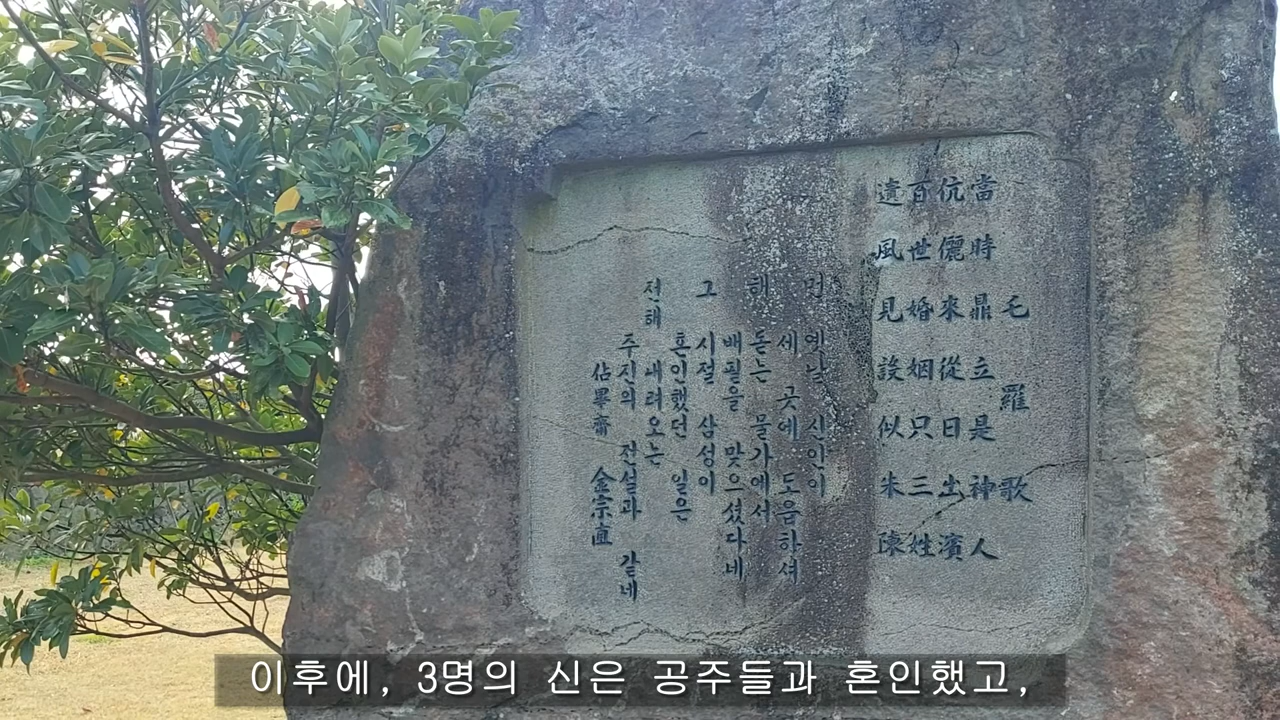 乇羅歌
當時鼎立是神人
伉儷來從日出濱
百世婚姻只三姓
遺風見說似朱陳
먼 옛날 신인이
세 곳에 도읍하셔
해 돋는 물가에서
배필을 맞으셨다네
그 시절 삼성이
혼인했던 일은
전해 내려오는
주진의 전설과 같네
佔畢齋 金宗直
이후에, 3명의 신은 공주들과 혼인했고,